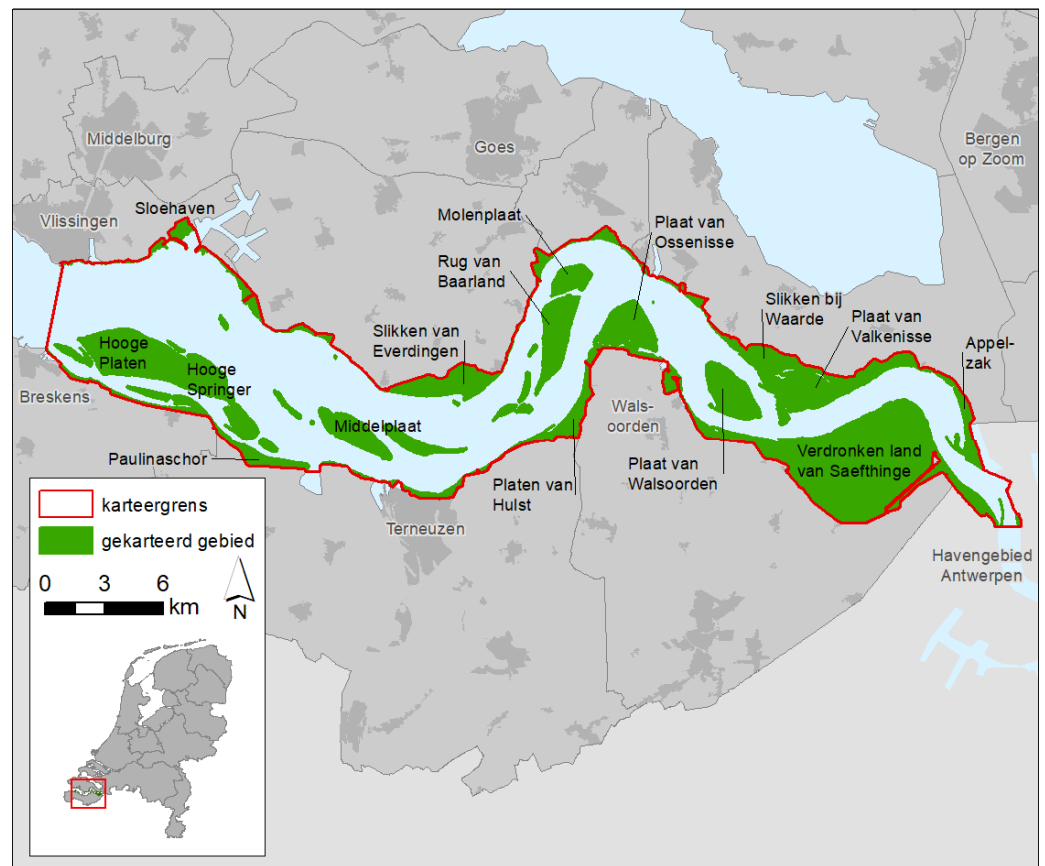 Middelburg
Goes
Bergen
op Zoom
Vlissingen
Sloehaven
Molenplaat
Plaat van
Ossenisse
Rug van
Baarland
Slikken bij
Waarde
Plaat van
Valkenisse
Slikken van
Everdingen
Appel-
zak
Hooge
Platen
Hooge
Springer
Breskens
Middelplaat
Wals-
oorden
Verdronken land
van Saefthinge
Paulinaschor
Platen van
Hulst
Plaat van
Walsoorden
Terneuzen
Havengebied
Antwerpen
karteergrens
gekarteerd gebied
0 3 6
km
N